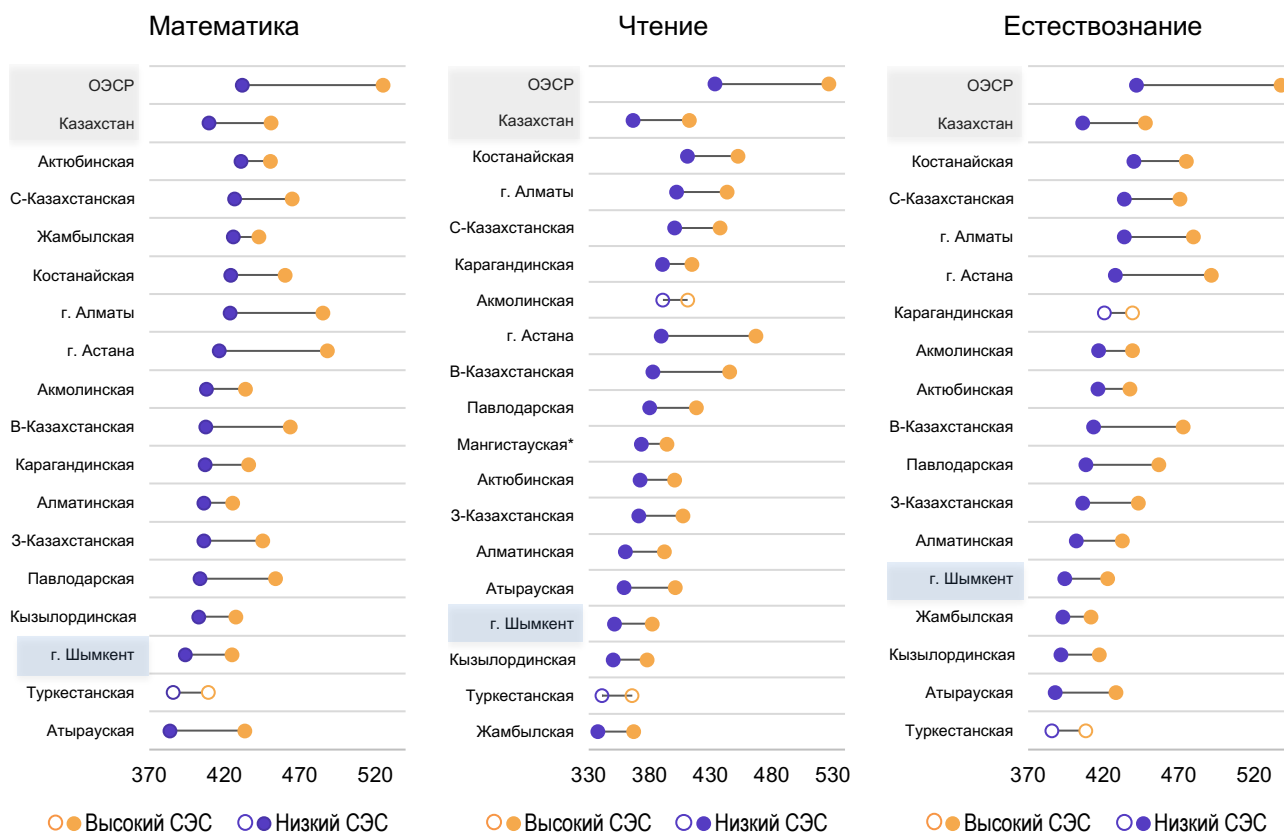 Математика
ОЭСР
Казахстан
Актюбинская
С-Казахстанская
Жамбылская
Костанайская
г. Алматы
г. Астана
Акмолинская
В-Казахстанская
Карагандинская
Алматинская
З-Казахстанская
Павлодарская
Кызылординская
г. Шымкент
Туркестанская
Атырауская
370 420 470 520
Высокий СЭС Низкий СЭС
Чтение
ОЭСР
Казахстан
Костанайская
г. Алматы
С-Казахстанская
Карагандинская
Акмолинская
г. Астана
В-Казахстанская
Павлодарская
Мангистауская*
Актюбинская
З-Казахстанская
Алматинская
Атырауская
г. Шымкент
Кызылординская
Туркестанская
Жамбылская
330 380 430 480 530
Высокий СЭС Низкий СЭС
Естествознание
ОЭСР
Казахстан
Костанайская
С-Казахстанская
г. Алматы
г. Астана
Карагандинская
Акмолинская
Актюбинская
В-Казахстанская
Павлодарская
З-Казахстанская
Алматинская
г. Шымкент
Жамбылская
Кызылординская
Атырауская
Туркестанская
370 420 470 520
Высокий СЭС Низкий СЭС